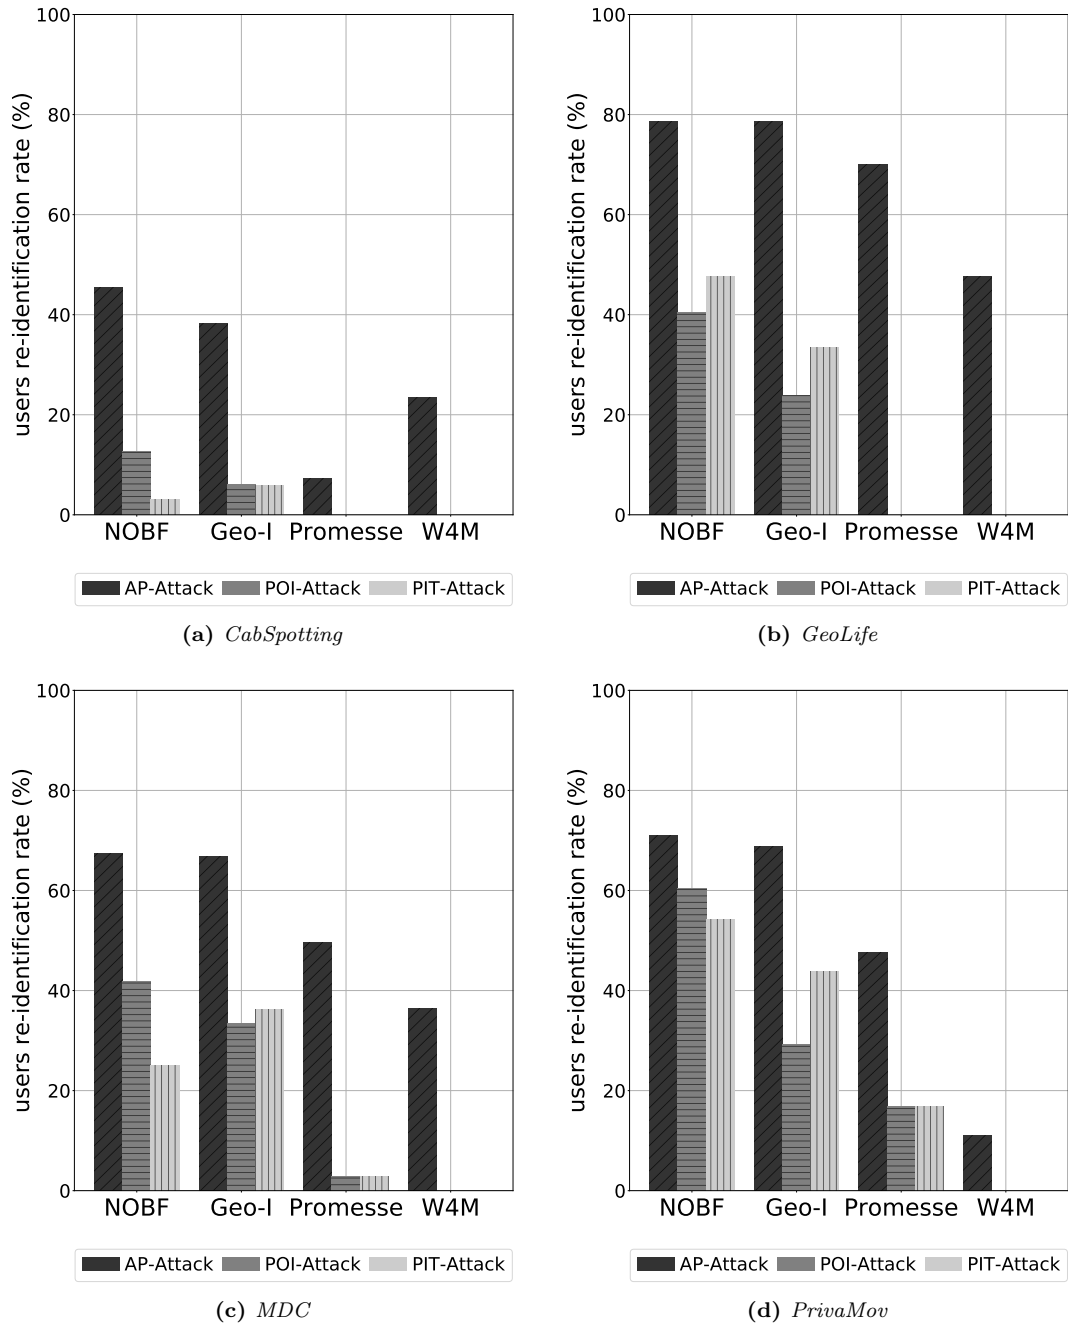 users re-identification rate (%)
100
80
60
40
20
0
NOBF Geo-I Promesse W4M
AP-Attack POI-Attack PIT-Attack
(a) CabSpotting
users re-identification rate (%)
100
80
60
40
20
0
NOBF Geo-I Promesse W4M
AP-Attack POI-Attack PIT-Attack
(b) GeoLife
users re-identification rate (%)
100
80
60
40
20
0
NOBF Geo-I Promesse W4M
AP-Attack POI-Attack PIT-Attack
(c) MDC
users re-identification rate (%)
100
80
60
40
20
0
NOBF Geo-I Promesse W4M
AP-Attack POI-Attack PIT-Attack
(d) PrivaMov